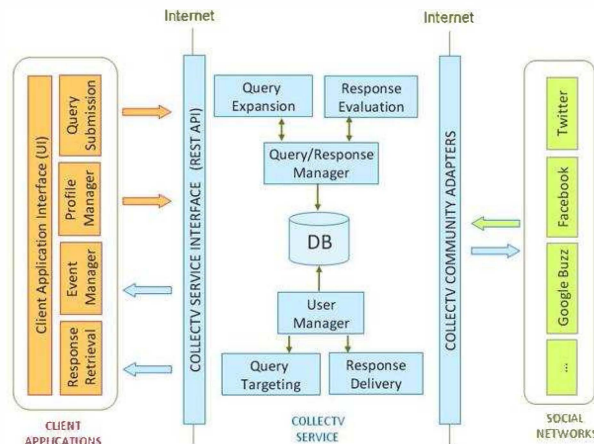 Internet
Internet
Client Application Interface (UI)
Query
Submission
Profile
Manager
Event
Manager
Response
Retrieval
CLIENT
APPLICATIONS
COLLECTV SERVICE INTERFACE (REST API)
Query
Expansion
Response
Evaluation
Query/Response
Manager
DB
User
Manager
Query
Targeting
Response
Delivery
COLLECTV
SERVICE
COLLECTV COMMUNITY ADAPTERS
Twitter
Facebook
Google Buzz
...
SOCIAL
NETWORKS